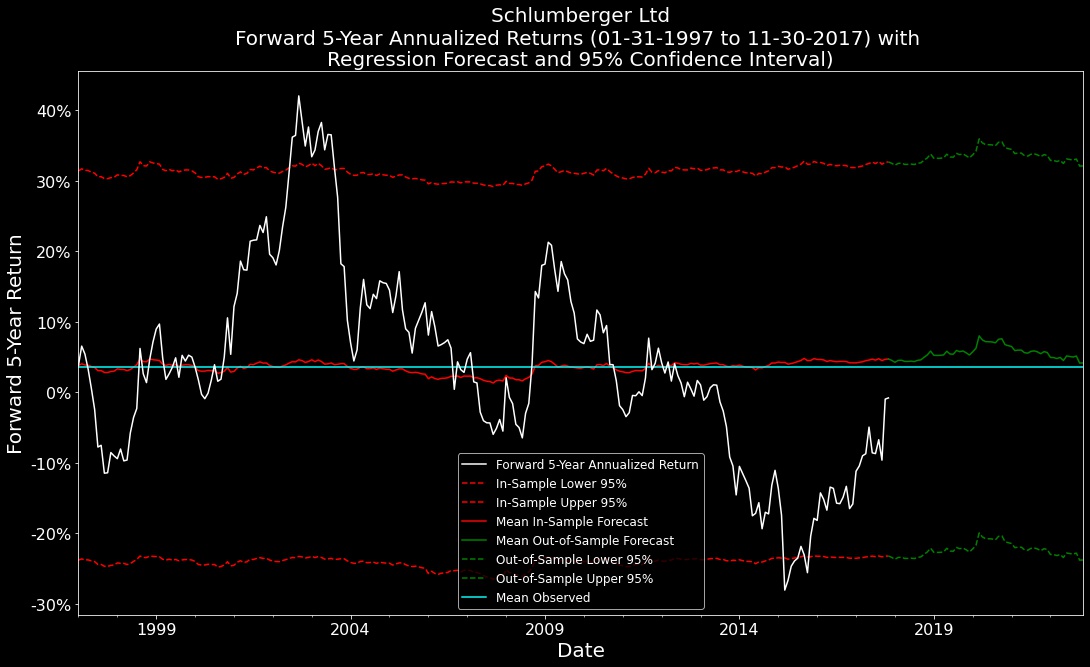 Schlumberger Ltd
Forward 5-Year Annualized Returns (01-31-1997 to 11-30-2017) with
Regression Forecast and 95% Confidence Interval)
Forward 5-Year Return
40%
30%
20%
10%
0%
-10%
-20%
-30%
Forward 5-Year Annualized Return
In-Sample Lower 95%
In-Sample Upper 95%
Mean In-Sample Forecast
Mean Out-of-Sample Forecast
Out-of-Sample Lower 95%
Out-of-Sample Upper 95%
Mean Observed
1999 2004 2009 2014 2019
Date